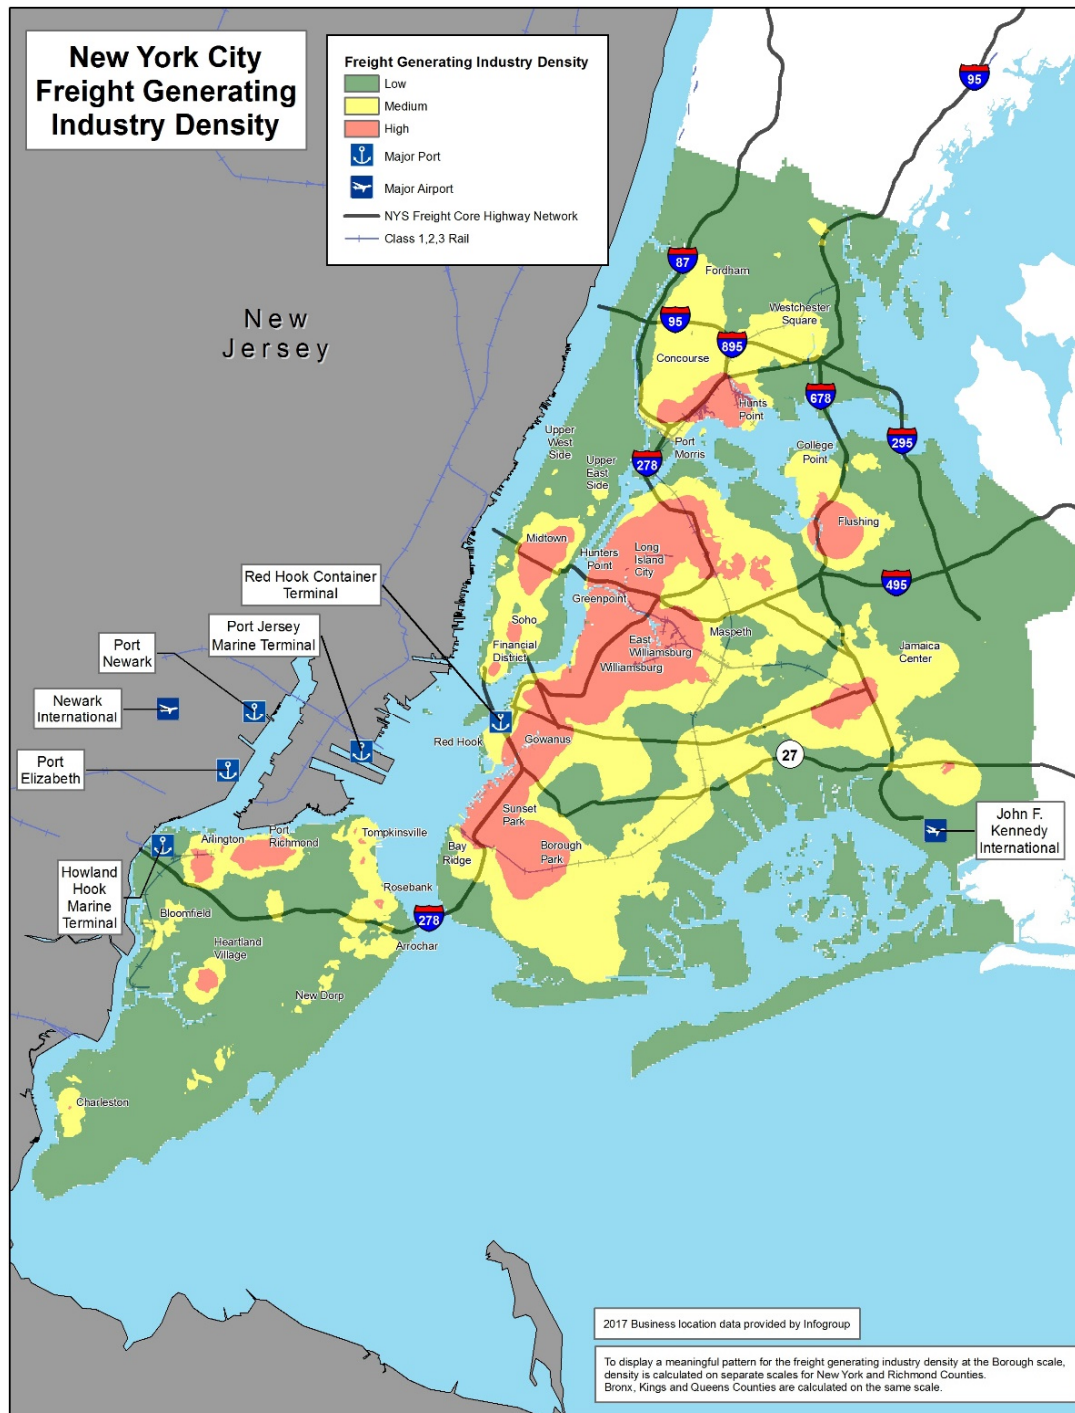 New York City
Freight Generating
Industry Density
Freight Generating Industry Density
Low
Medium
High
Major Port
Major Airport
NYS Freight Core Highway Network
Class 1,2,3 Rail
95
87
Fordham
New
Jersey
95
Westchester
Square
895
Concourse
678
Hunts
Point
295
Upper
West
Side
Port
Morris
College
Point
278
Upper
East
Side
Flushing
Midtown
Long
Island
City
Hunters
Point
495
Red Hook Container
Terminal
Greenpoint
Soho
Port Jersey
Marine Terminal
Financial
District
East
Williamsburg
Maspeth
Port
Newark
Jamaica
Center
Williamsburg
Newark
International
Red Hook
Gowanus
Port
Elizabeth
27
Sunset
Park
John F.
Kennedy
International
Arlington
Port
Richmond
Tompkinsville
Bay
Ridge
Borough
Park
Howland
Hook
Marine
Terminal
Rosebank
Bloomfield
278
Heartland
Village
Arrochar
New Dorp
Charleston
2017 Business location data provided by Infogroup
To display a meaningful pattern for the freight generating industry density at the Borough scale,
density is calculated on separate scales for New York and Richmond Counties.
Bronx, Kings and Queens Counties are calculated on the same scale.